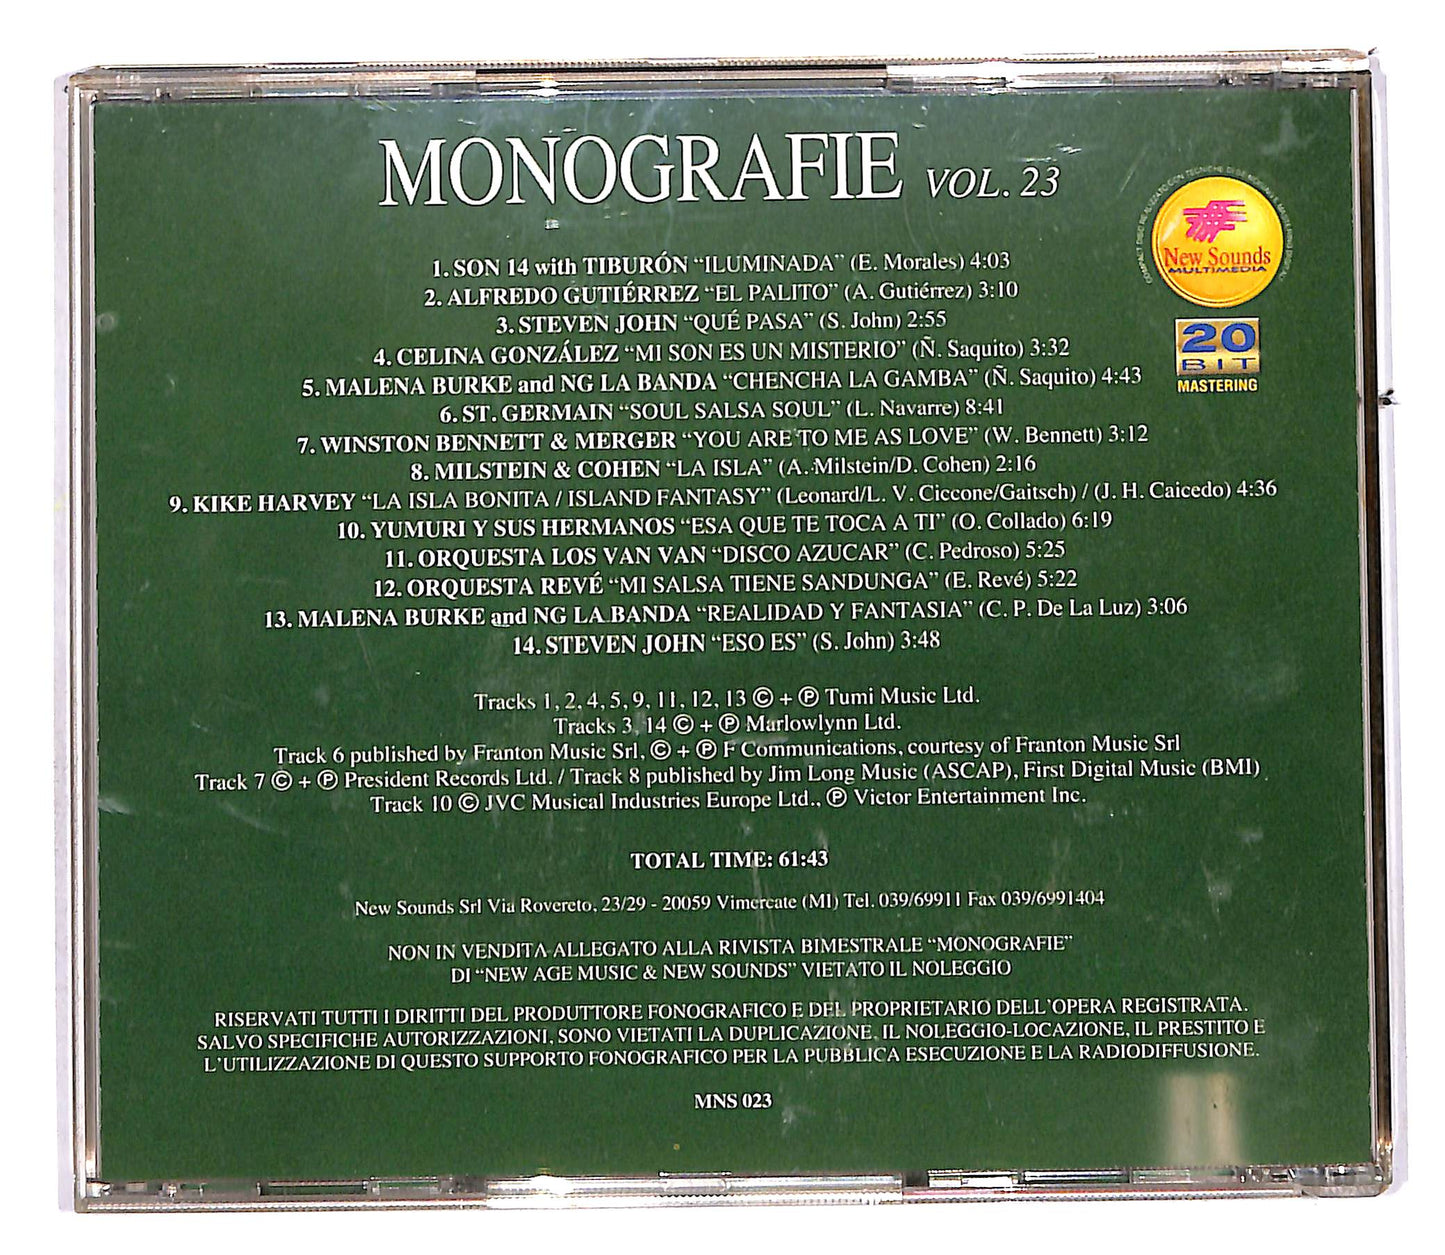 MONOGRAFIE VOL. 23
New Sounds
MULTIMEDIA
20
BIT
MASTERING
1. SON 14 with TIBURÓN “ILUMINADA” (E. Morales) 4:03
2. ALFREDO GUTIÉRREZ “EL PALITO” (A. Gutiérrez) 3:10
3. STEVEN JOHN “QUÉ PASA” (S. John) 2:55
4. CELINA GONZÁLEZ “MI SON ES UN MISTERIO” (Ñ. Saquito) 3:32
5. MALENA BURKE and NG LA BANDA “CHENCHA LA GAMBA” (Ñ. Saquito) 4:43
6. ST. GERMAIN “SOUL SALSA SOUL” (L. Navarre) 8:41
7. WINSTON BENNETT & MERGER “YOU ARE TO ME AS LOVE” (W. Bennett) 3:12
8. MILSTEIN & COHEN “LA ISLA” (A. Milstein/D. Cohen) 2:16
9. KIKE HARVEY “LA ISLA BONITA / ISLAND FANTASY” (Leonard/L. V. Ciccone/Gaitsch) / (J. H. Caicedo) 4:36
10. YUMURI Y SUS HERMANOS “ESA QUE TE TOCA A TI” (O. Collado) 6:19
11. ORQUESTA LOS VAN VAN “DISCO AZUCAR” (C. Pedroso) 5:25
12. ORQUESTA REVÉ “MI SALSA TIENE SANDUNGA” (E. Revé) 5:22
13. MALENA BURKE and NG LA BANDA “REALIDAD Y FANTASIA” (C. P. De La Luz) 3:06
14. STEVEN JOHN “ESO ES” (S. John) 3:48
Tracks 1, 2, 4, 5, 9, 11, 12, 13 © + ℗ Tumi Music Ltd.
Tracks 3, 14 © + ℗ Marlowlynn Ltd.
Track 6 published by Franton Music Srl, © + ℗ F Communications, courtesy of Franton Music Srl
Track 7 © + ℗ President Records Ltd. / Track 8 published by Jim Long Music (ASCAP), First Digital Music (BMI)
Track 10 © JVC Musical Industries Europe Ltd., ℗ Victor Entertainment Inc.
TOTAL TIME: 61:43
New Sounds Srl Via Rovereto, 23/29 - 20059 Vimercate (MI) Tel. 039/69911 Fax 039/6991404
NON IN VENDITA ALLEGATO ALLA RIVISTA BIMESTRALE “MONOGRAFIE”
DI “NEW AGE MUSIC & NEW SOUNDS” VIETATO IL NOLEGGIO
RISERVATI TUTTI I DIRITTI DEL PRODUTTORE FONOGRAFICO E DEL PROPRIETARIO DELL'OPERA REGISTRATA.
SALVO SPECIFICHE AUTORIZZAZIONI, SONO VIETATI LA DUPLICAZIONE, IL NOLEGGIO-LOCAZIONE, IL PRESTITO E
L'UTILIZZAZIONE DI QUESTO SUPPORTO FONOGRAFICO PER LA PUBBLICA ESECUZIONE E LA RADIODIFFUSIONE.
MNS 023